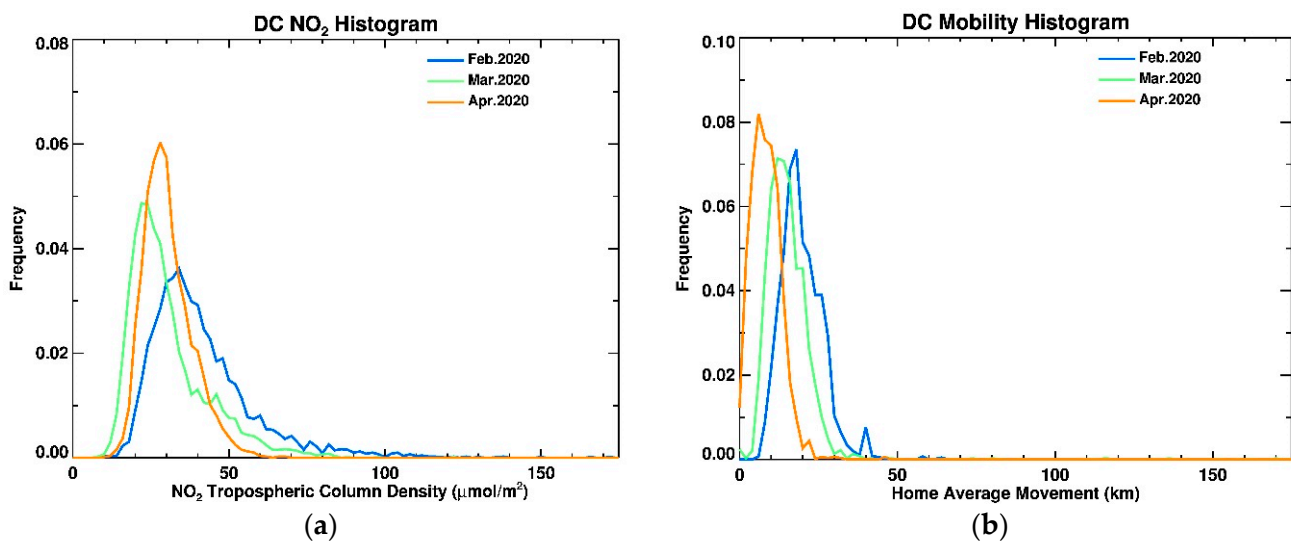 DC NO₂ Histogram
0.08
0.06
0.04
0.02
0.00
Frequency
Feb.2020
Mar.2020
Apr.2020
0 50 100 150
NO₂ Tropospheric Column Density (μmol/m²)
(a)
DC Mobility Histogram
0.10
0.08
0.06
0.04
0.02
0.00
Frequency
Feb.2020
Mar.2020
Apr.2020
0 50 100 150
Home Average Movement (km)
(b)